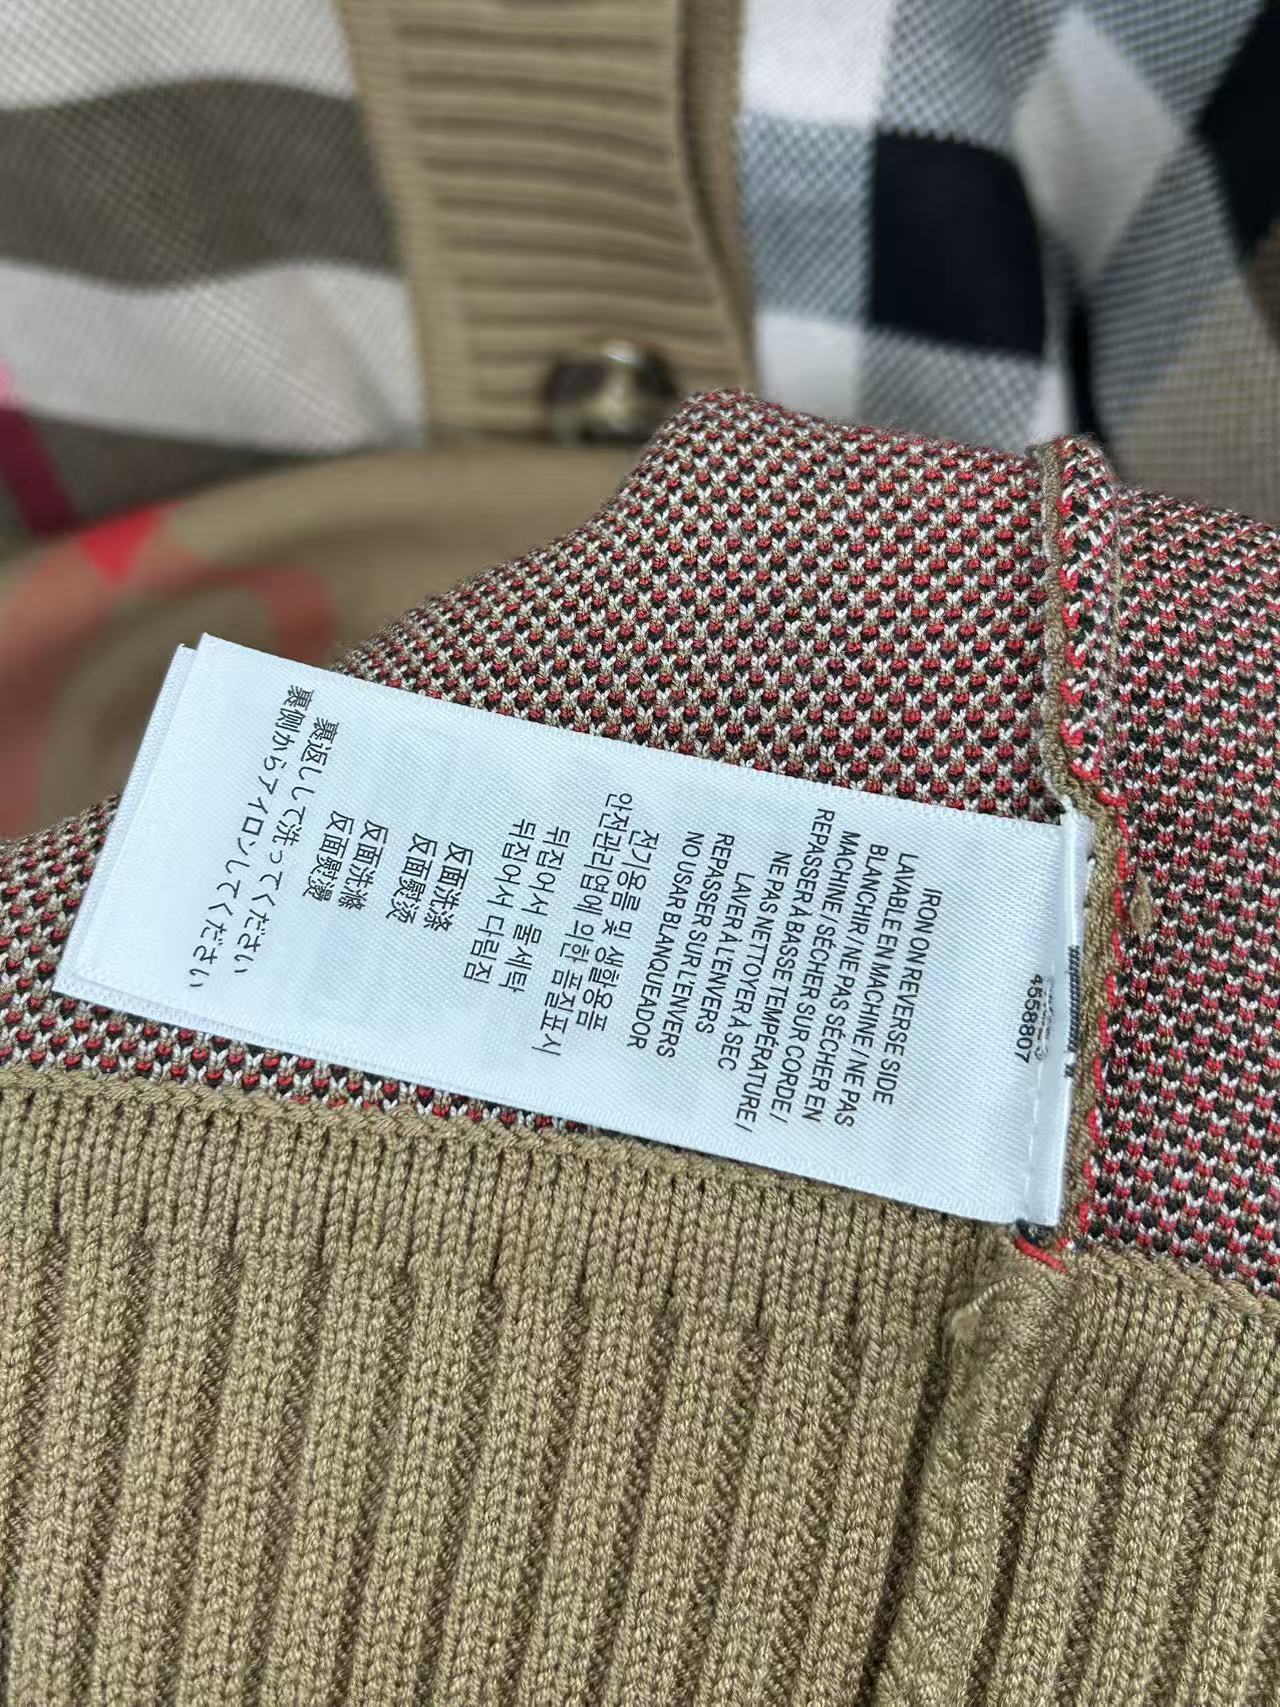 4558807
IRON ON REVERSE SIDE
LAVABLE EN MACHINE / NE PAS
BLANCHIR / NE PAS SÉCHER EN
MACHINE / SÉCHER SUR CORDE /
REPASSER À BASSE TEMPÉRATURE /
NE PAS NETTOYER À SEC
LAVER À L'ENVERS
REPASSER SUR L'ENVERS
NO USAR BLANQUEADOR
전기용품 및 생활용품
안전관리법에 의한 품질표시
뒤집어서 물세탁
뒤집어서 다림질
反面洗涤
反面熨烫
反面洗滌
反面熨燙
裏返しして洗ってください
裏側からアイロンしてください